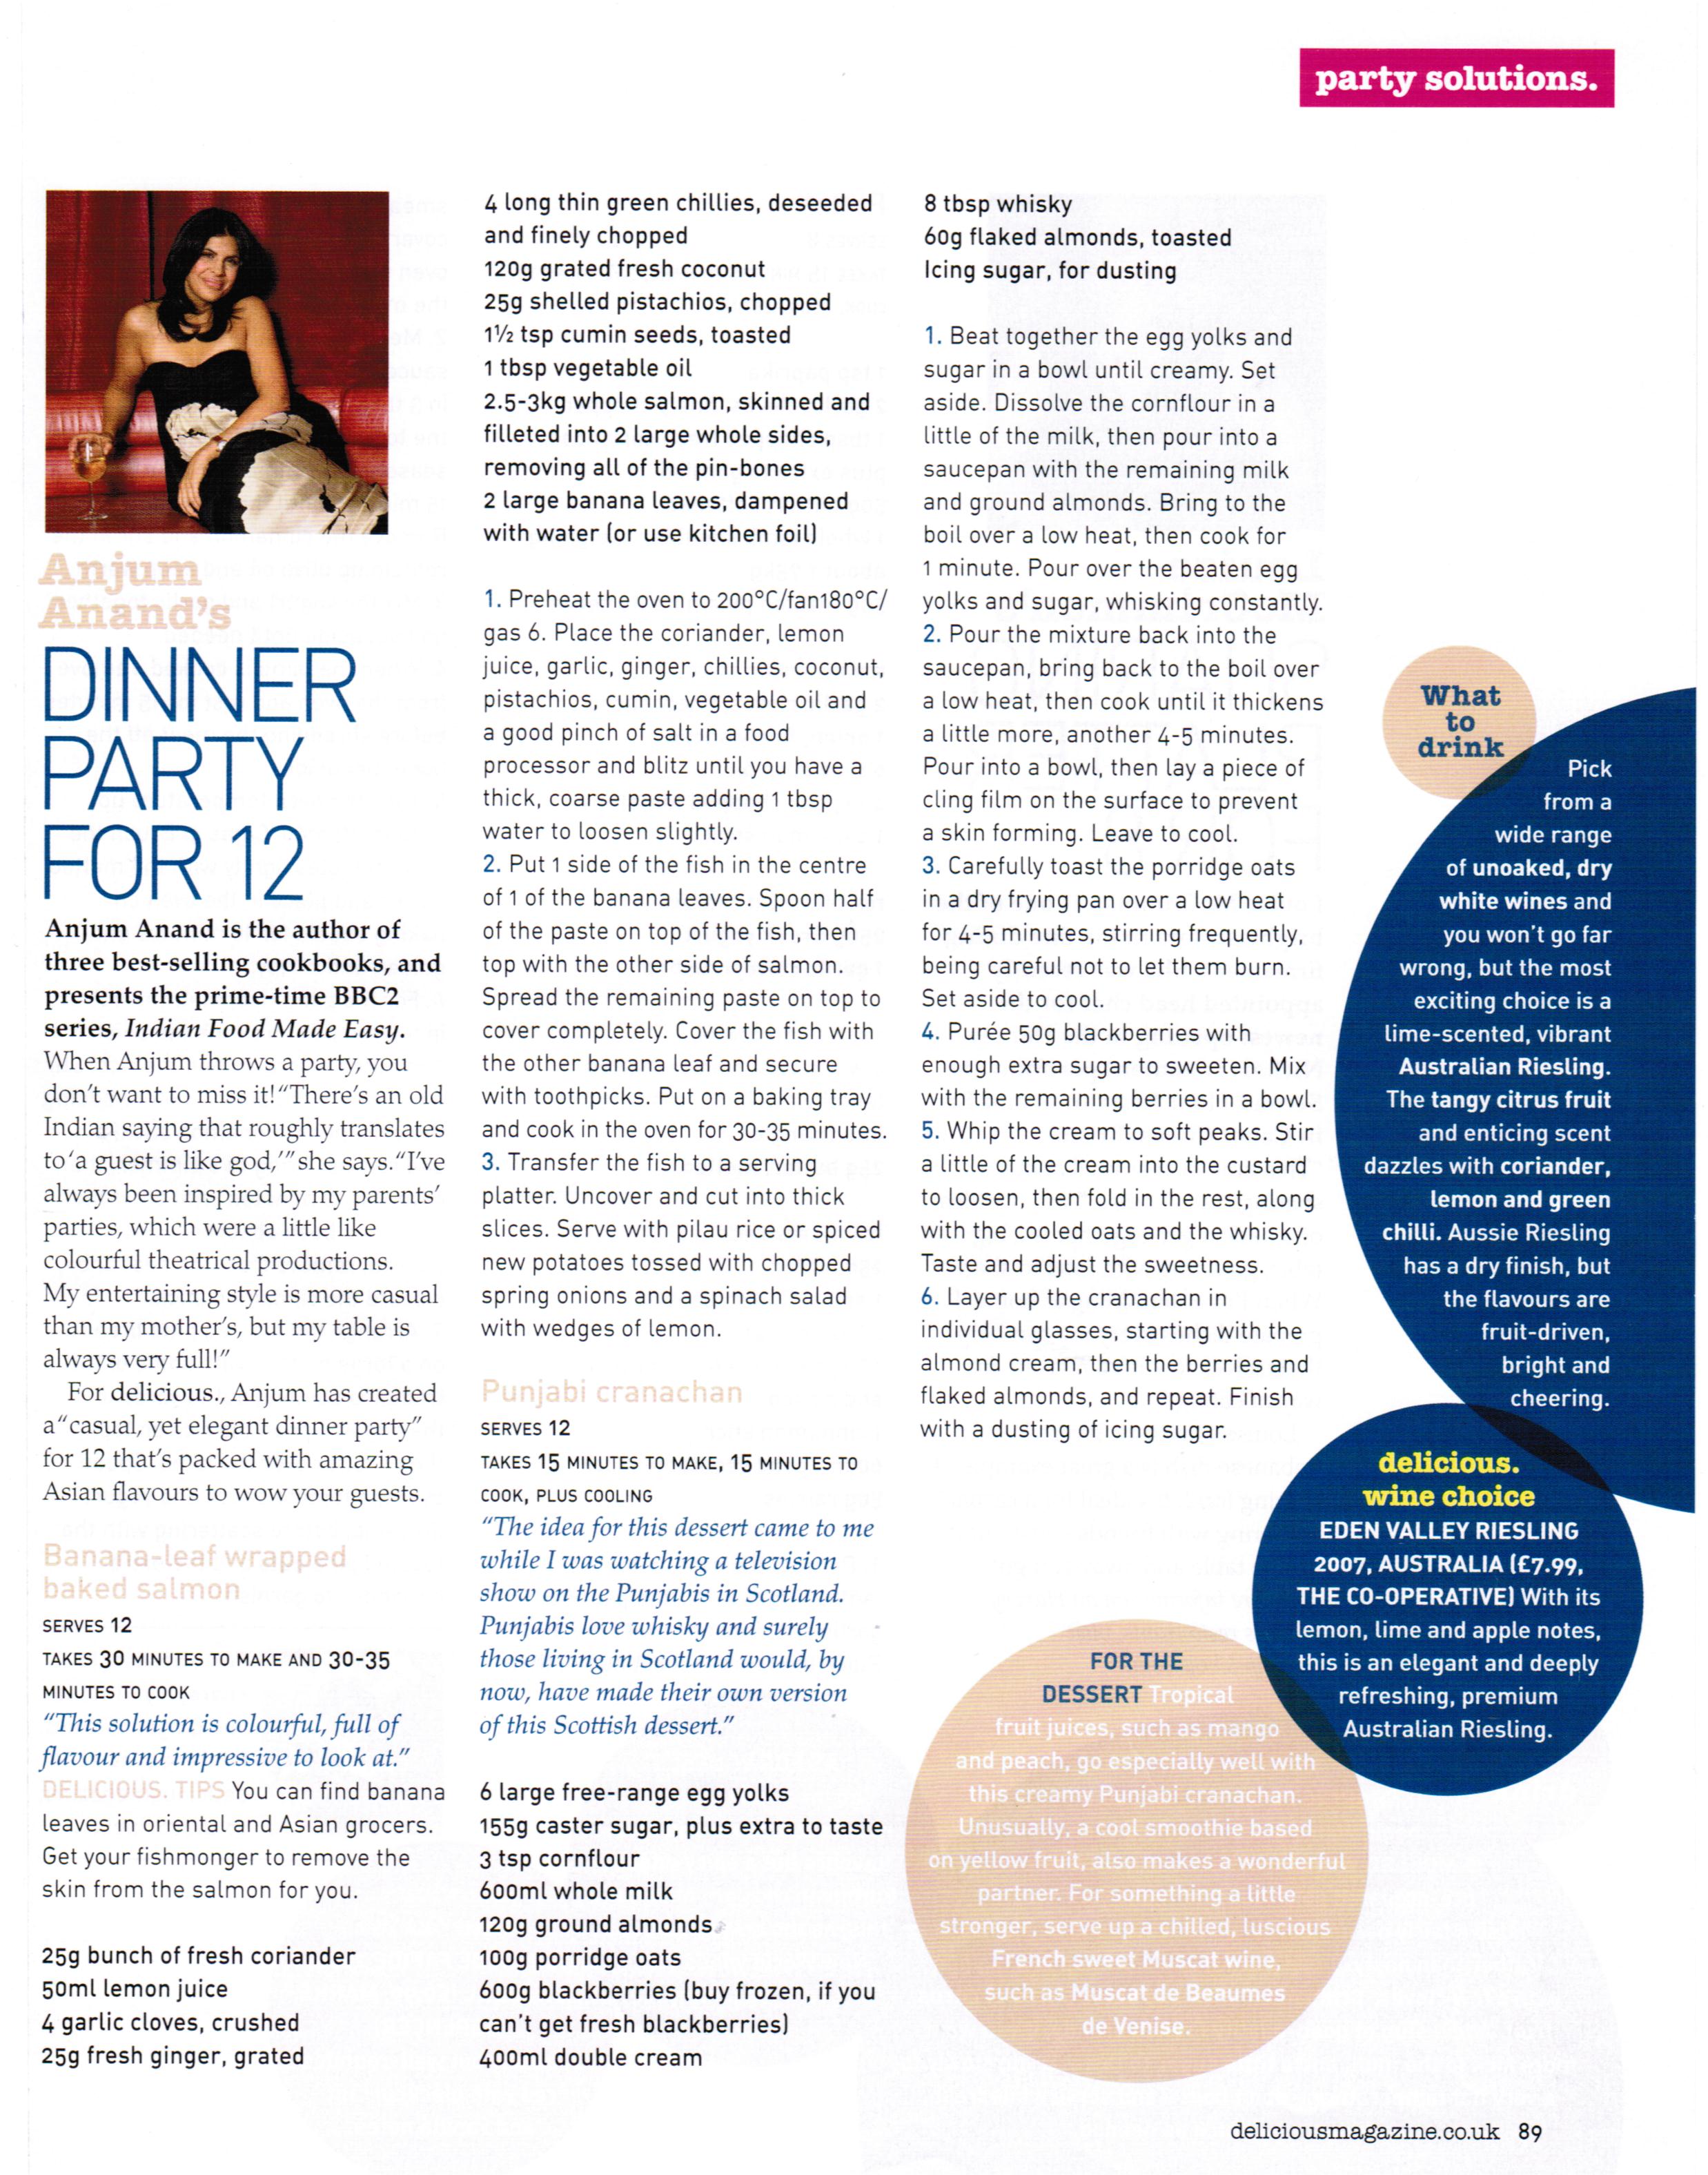 party solutions.
Anjum
Anand's
DINNER
PARTY
FOR 12
Anjum Anand is the author of
three best-selling cookbooks, and
presents the prime-time BBC2
series, Indian Food Made Easy.
When Anjum throws a party, you
don't want to miss it! "There's an old
Indian saying that roughly translates
to 'a guest is like god,'" she says. "I've
always been inspired by my parents'
parties, which were a little like
colourful theatrical productions.
My entertaining style is more casual
than my mother's, but my table is
always very full!"
For delicious., Anjum has created
a "casual, yet elegant dinner party"
for 12 that's packed with amazing
Asian flavours to wow your guests.
Banana-leaf wrapped
baked salmon
SERVES 12
TAKES 30 MINUTES TO MAKE AND 30-35
MINUTES TO COOK
"This solution is colourful, full of
flavour and impressive to look at."
DELICIOUS. TIPS You can find banana
leaves in oriental and Asian grocers.
Get your fishmonger to remove the
skin from the salmon for you.
25g bunch of fresh coriander
50ml lemon juice
4 garlic cloves, crushed
25g fresh ginger, grated
4 long thin green chillies, deseeded
and finely chopped
120g grated fresh coconut
25g shelled pistachios, chopped
1½ tsp cumin seeds, toasted
1 tbsp vegetable oil
2.5-3kg whole salmon, skinned and
filleted into 2 large whole sides,
removing all of the pin-bones
2 large banana leaves, dampened
with water (or use kitchen foil)
1. Preheat the oven to 200°C/fan180°C/
gas 6. Place the coriander, lemon
juice, garlic, ginger, chillies, coconut,
pistachios, cumin, vegetable oil and
a good pinch of salt in a food
processor and blitz until you have a
thick, coarse paste adding 1 tbsp
water to loosen slightly.
2. Put 1 side of the fish in the centre
of 1 of the banana leaves. Spoon half
of the paste on top of the fish, then
top with the other side of salmon.
Spread the remaining paste on top to
cover completely. Cover the fish with
the other banana leaf and secure
with toothpicks. Put on a baking tray
and cook in the oven for 30-35 minutes.
3. Transfer the fish to a serving
platter. Uncover and cut into thick
slices. Serve with pilau rice or spiced
new potatoes tossed with chopped
spring onions and a spinach salad
with wedges of lemon.
Punjabi cranachan
SERVES 12
TAKES 15 MINUTES TO MAKE, 15 MINUTES TO
COOK, PLUS COOLING
"The idea for this dessert came to me
while I was watching a television
show on the Punjabis in Scotland.
Punjabis love whisky and surely
those living in Scotland would, by
now, have made their own version
of this Scottish dessert."
6 large free-range egg yolks
155g caster sugar, plus extra to taste
3 tsp cornflour
600ml whole milk
120g ground almonds
100g porridge oats
600g blackberries (buy frozen, if you
can't get fresh blackberries)
400ml double cream
8 tbsp whisky
60g flaked almonds, toasted
Icing sugar, for dusting
1. Beat together the egg yolks and
sugar in a bowl until creamy. Set
aside. Dissolve the cornflour in a
little of the milk, then pour into a
saucepan with the remaining milk
and ground almonds. Bring to the
boil over a low heat, then cook for
1 minute. Pour over the beaten egg
yolks and sugar, whisking constantly.
2. Pour the mixture back into the
saucepan, bring back to the boil over
a low heat, then cook until it thickens
a little more, another 4-5 minutes.
Pour into a bowl, then lay a piece of
cling film on the surface to prevent
a skin forming. Leave to cool.
3. Carefully toast the porridge oats
in a dry frying pan over a low heat
for 4-5 minutes, stirring frequently,
being careful not to let them burn.
Set aside to cool.
4. Purée 50g blackberries with
enough extra sugar to sweeten. Mix
with the remaining berries in a bowl.
5. Whip the cream to soft peaks. Stir
a little of the cream into the custard
to loosen, then fold in the rest, along
with the cooled oats and the whisky.
Taste and adjust the sweetness.
6. Layer up the cranachan in
individual glasses, starting with the
almond cream, then the berries and
flaked almonds, and repeat. Finish
with a dusting of icing sugar.
What
to
drink
Pick
from a
wide range
of unoaked, dry
white wines and
you won't go far
wrong, but the most
exciting choice is a
lime-scented, vibrant
Australian Riesling.
The tangy citrus fruit
and enticing scent
dazzles with coriander,
lemon and green
chilli. Aussie Riesling
has a dry finish, but
the flavours are
fruit-driven,
bright and
cheering.
delicious.
wine choice
EDEN VALLEY RIESLING
2007, AUSTRALIA (£7.99,
THE CO-OPERATIVE) With its
lemon, lime and apple notes,
this is an elegant and deeply
refreshing, premium
Australian Riesling.
FOR THE
DESSERT Tropical
fruit juices, such as mango
and peach, go especially well with
this creamy Punjabi cranachan.
Unusually, a cool smoothie based
on yellow fruit, also makes a wonderful
partner. For something a little
stronger, serve up a chilled, luscious
French sweet Muscat wine,
such as Muscat de Beaumes
de Venise.
deliciousmagazine.co.uk 89